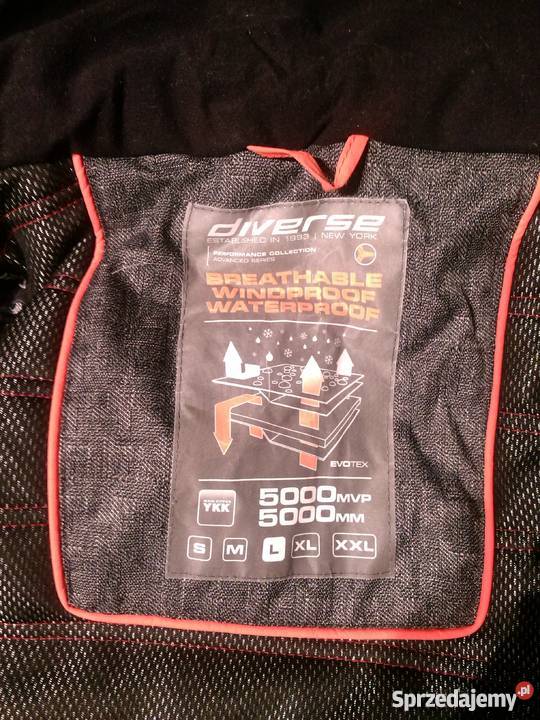 diverse
ESTABLISHED IN 1993 | NEW YORK
PERFORMANCE COLLECTION
ADVANCED SERIES
BREATHABLE
WINDPROOF
WATERPROOF
EVOTEX
YKK
5000MVP
5000MM
S M L XL XXL
Sprzedajemy.pl